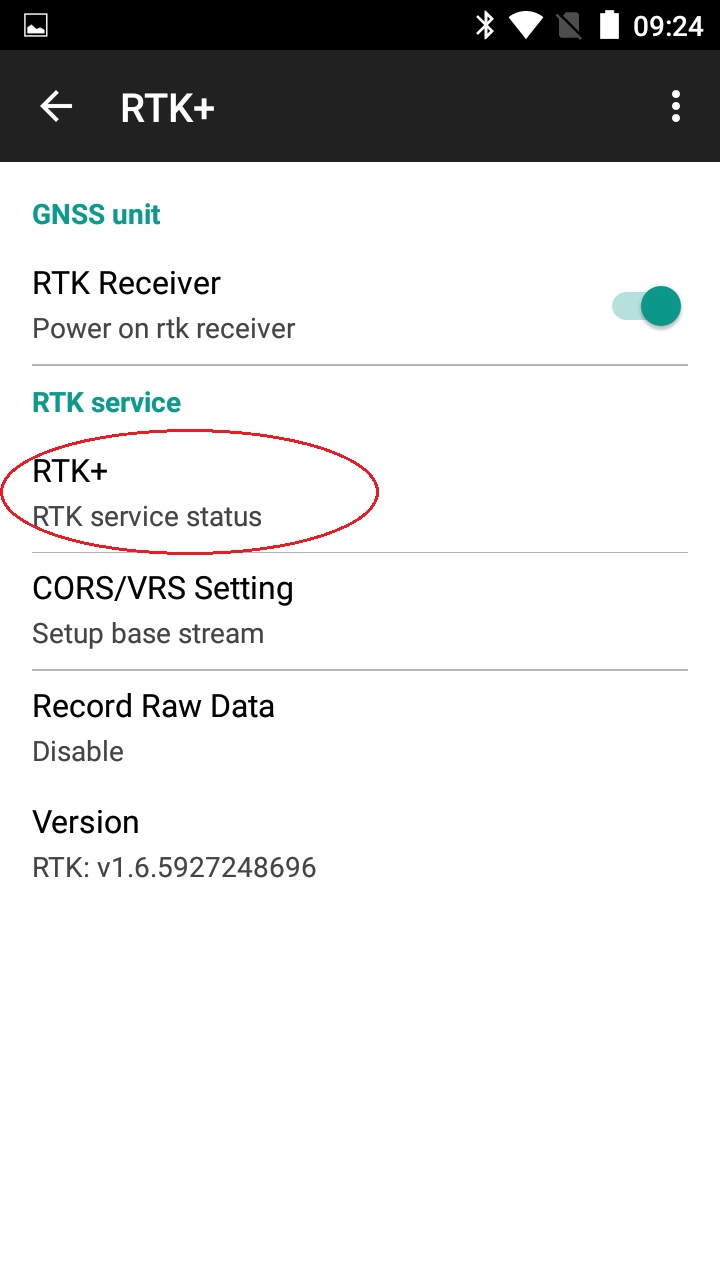 09:24
RTK+
GNSS unit
RTK Receiver
Power on rtk receiver
RTK service
RTK+
RTK service status
CORS/VRS Setting
Setup base stream
Record Raw Data
Disable
Version
RTK: v1.6.5927248696